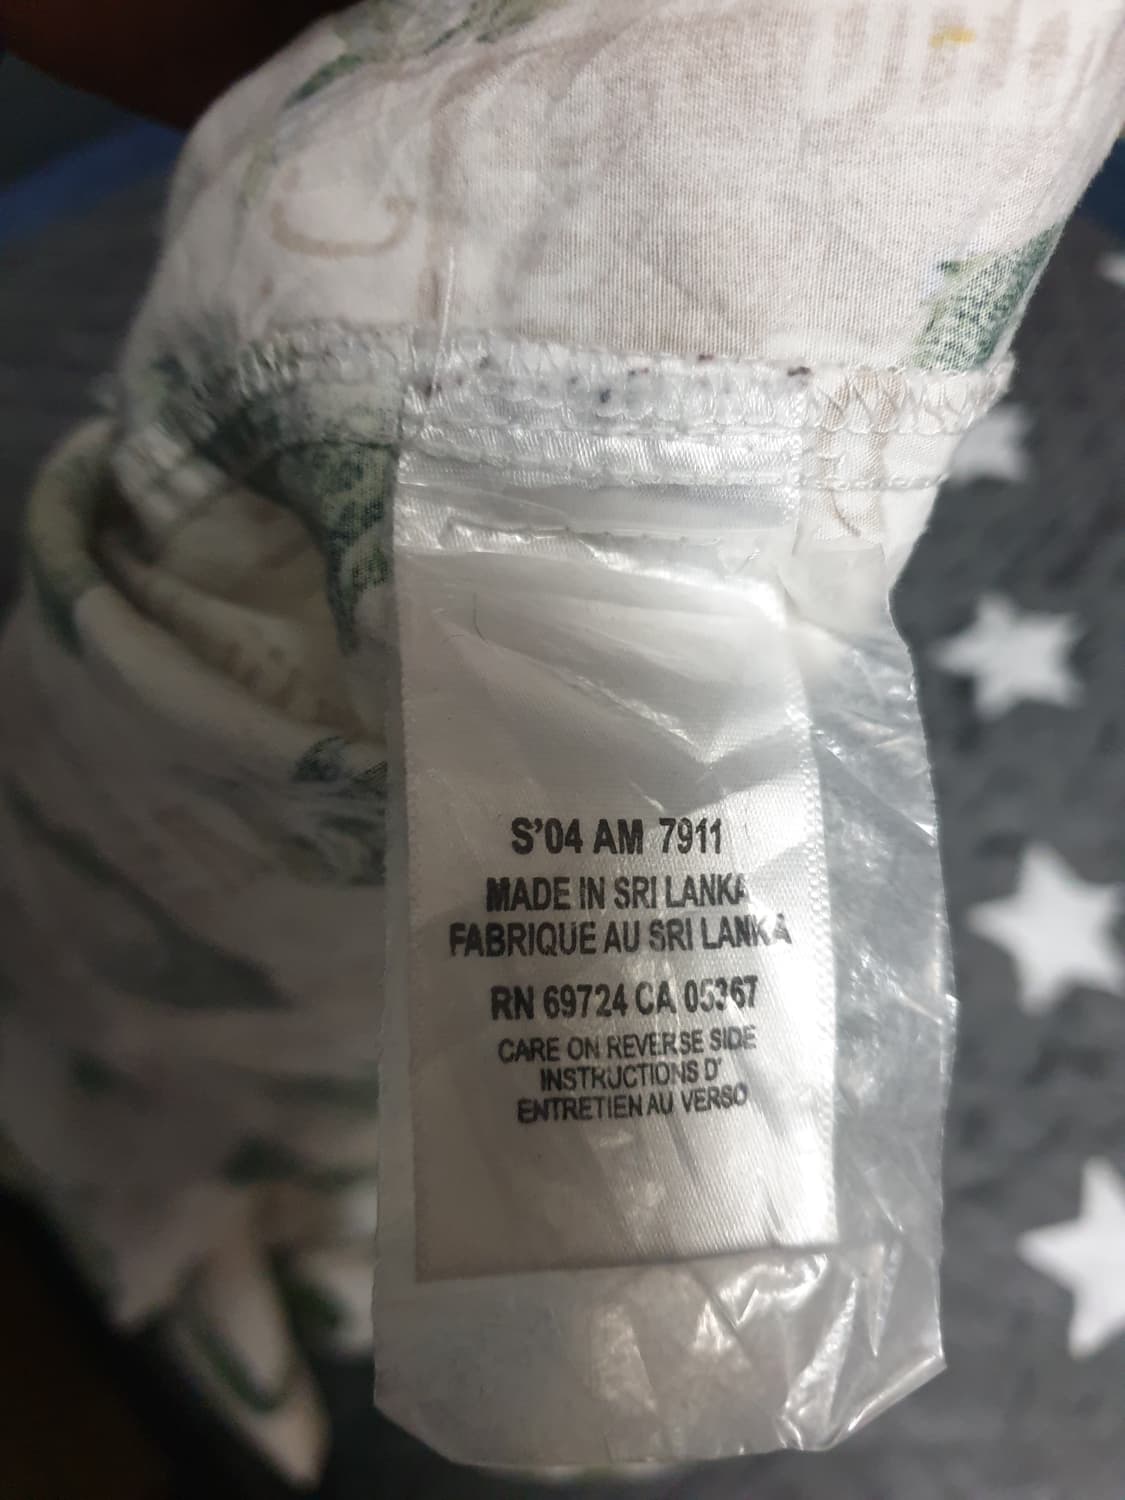 S'04 AM 7911
MADE IN SRI LANKA
FABRIQUE AU SRI LANKA
RN 69724 CA 05367
CARE ON REVERSE SIDE
INSTRUCTIONS D'
ENTRETIEN AU VERSO